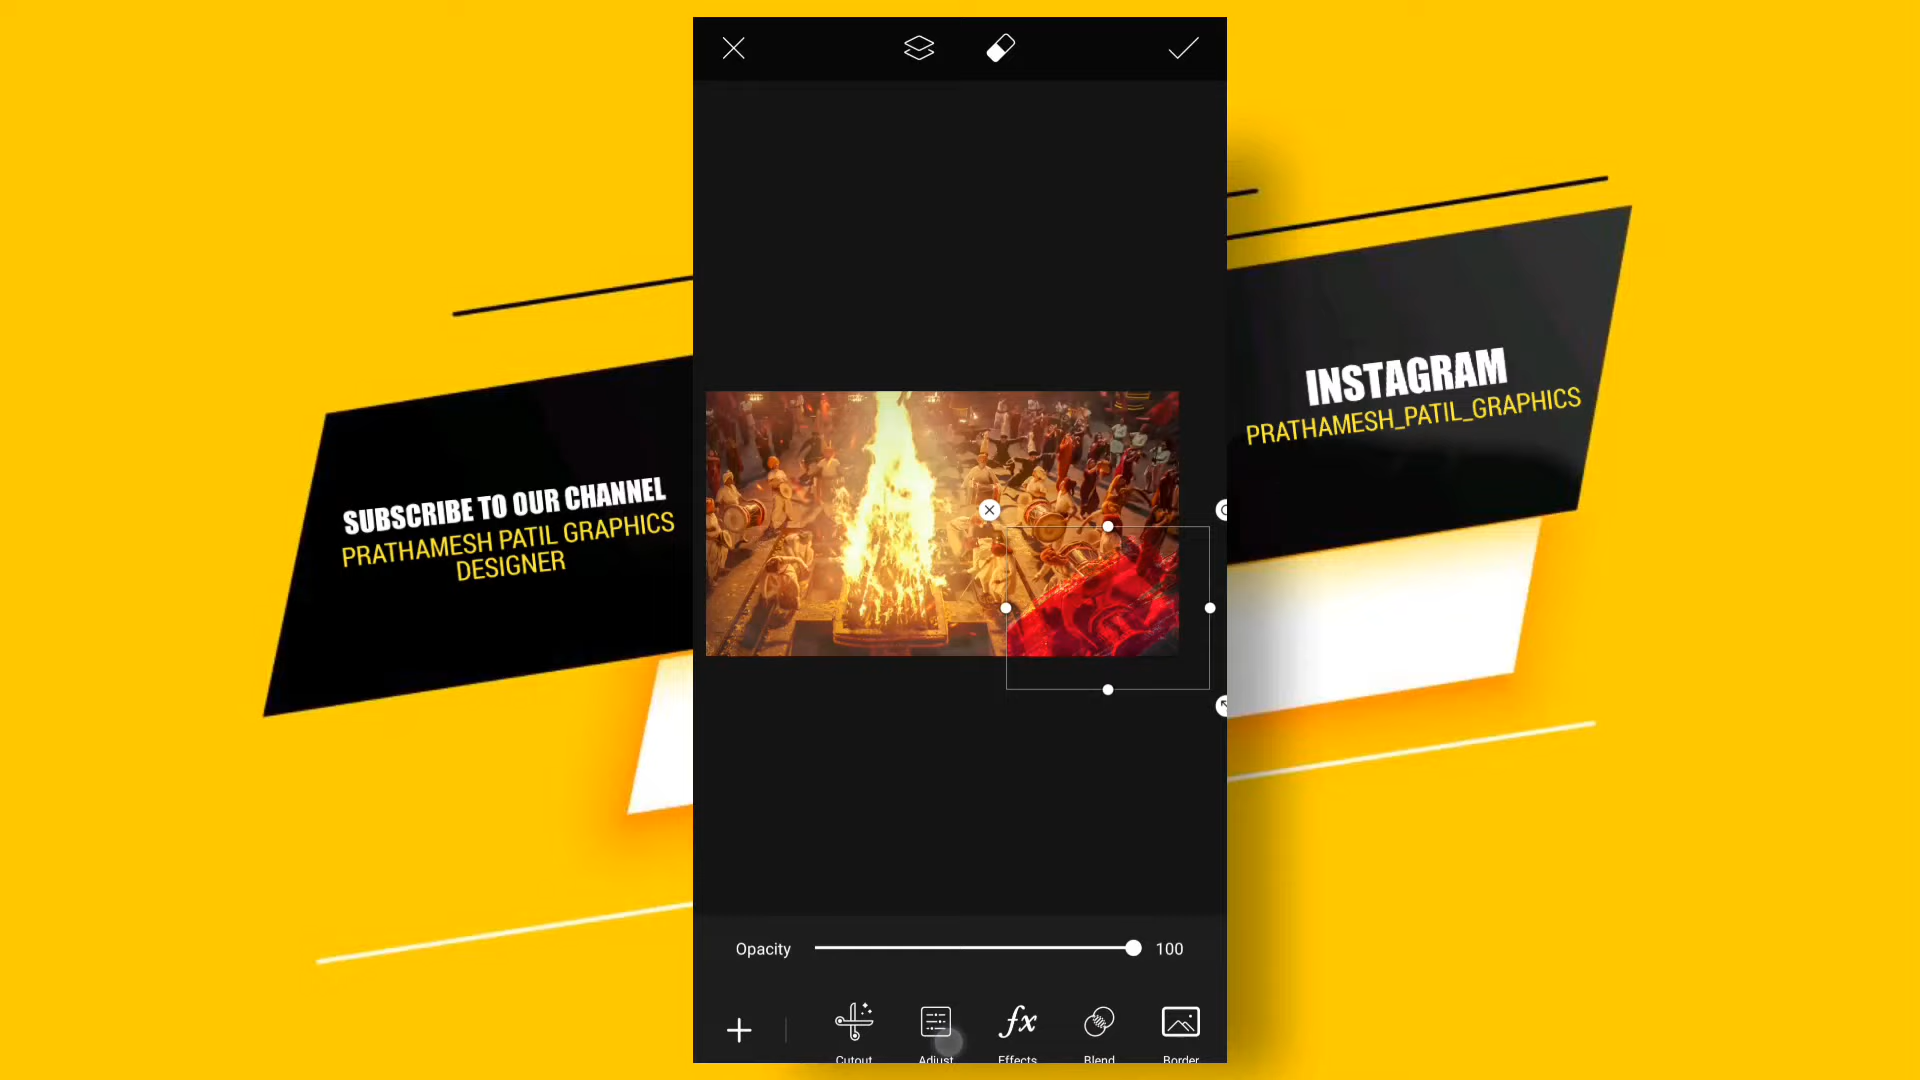 SUBSCRIBE TO OUR CHANNEL
PRATHAMESH PATIL GRAPHICS
DESIGNER
INSTAGRAM
PRATHAMESH_PATIL_GRAPHICS
Opacity 100
Cutout Adjust Effects Blend Border